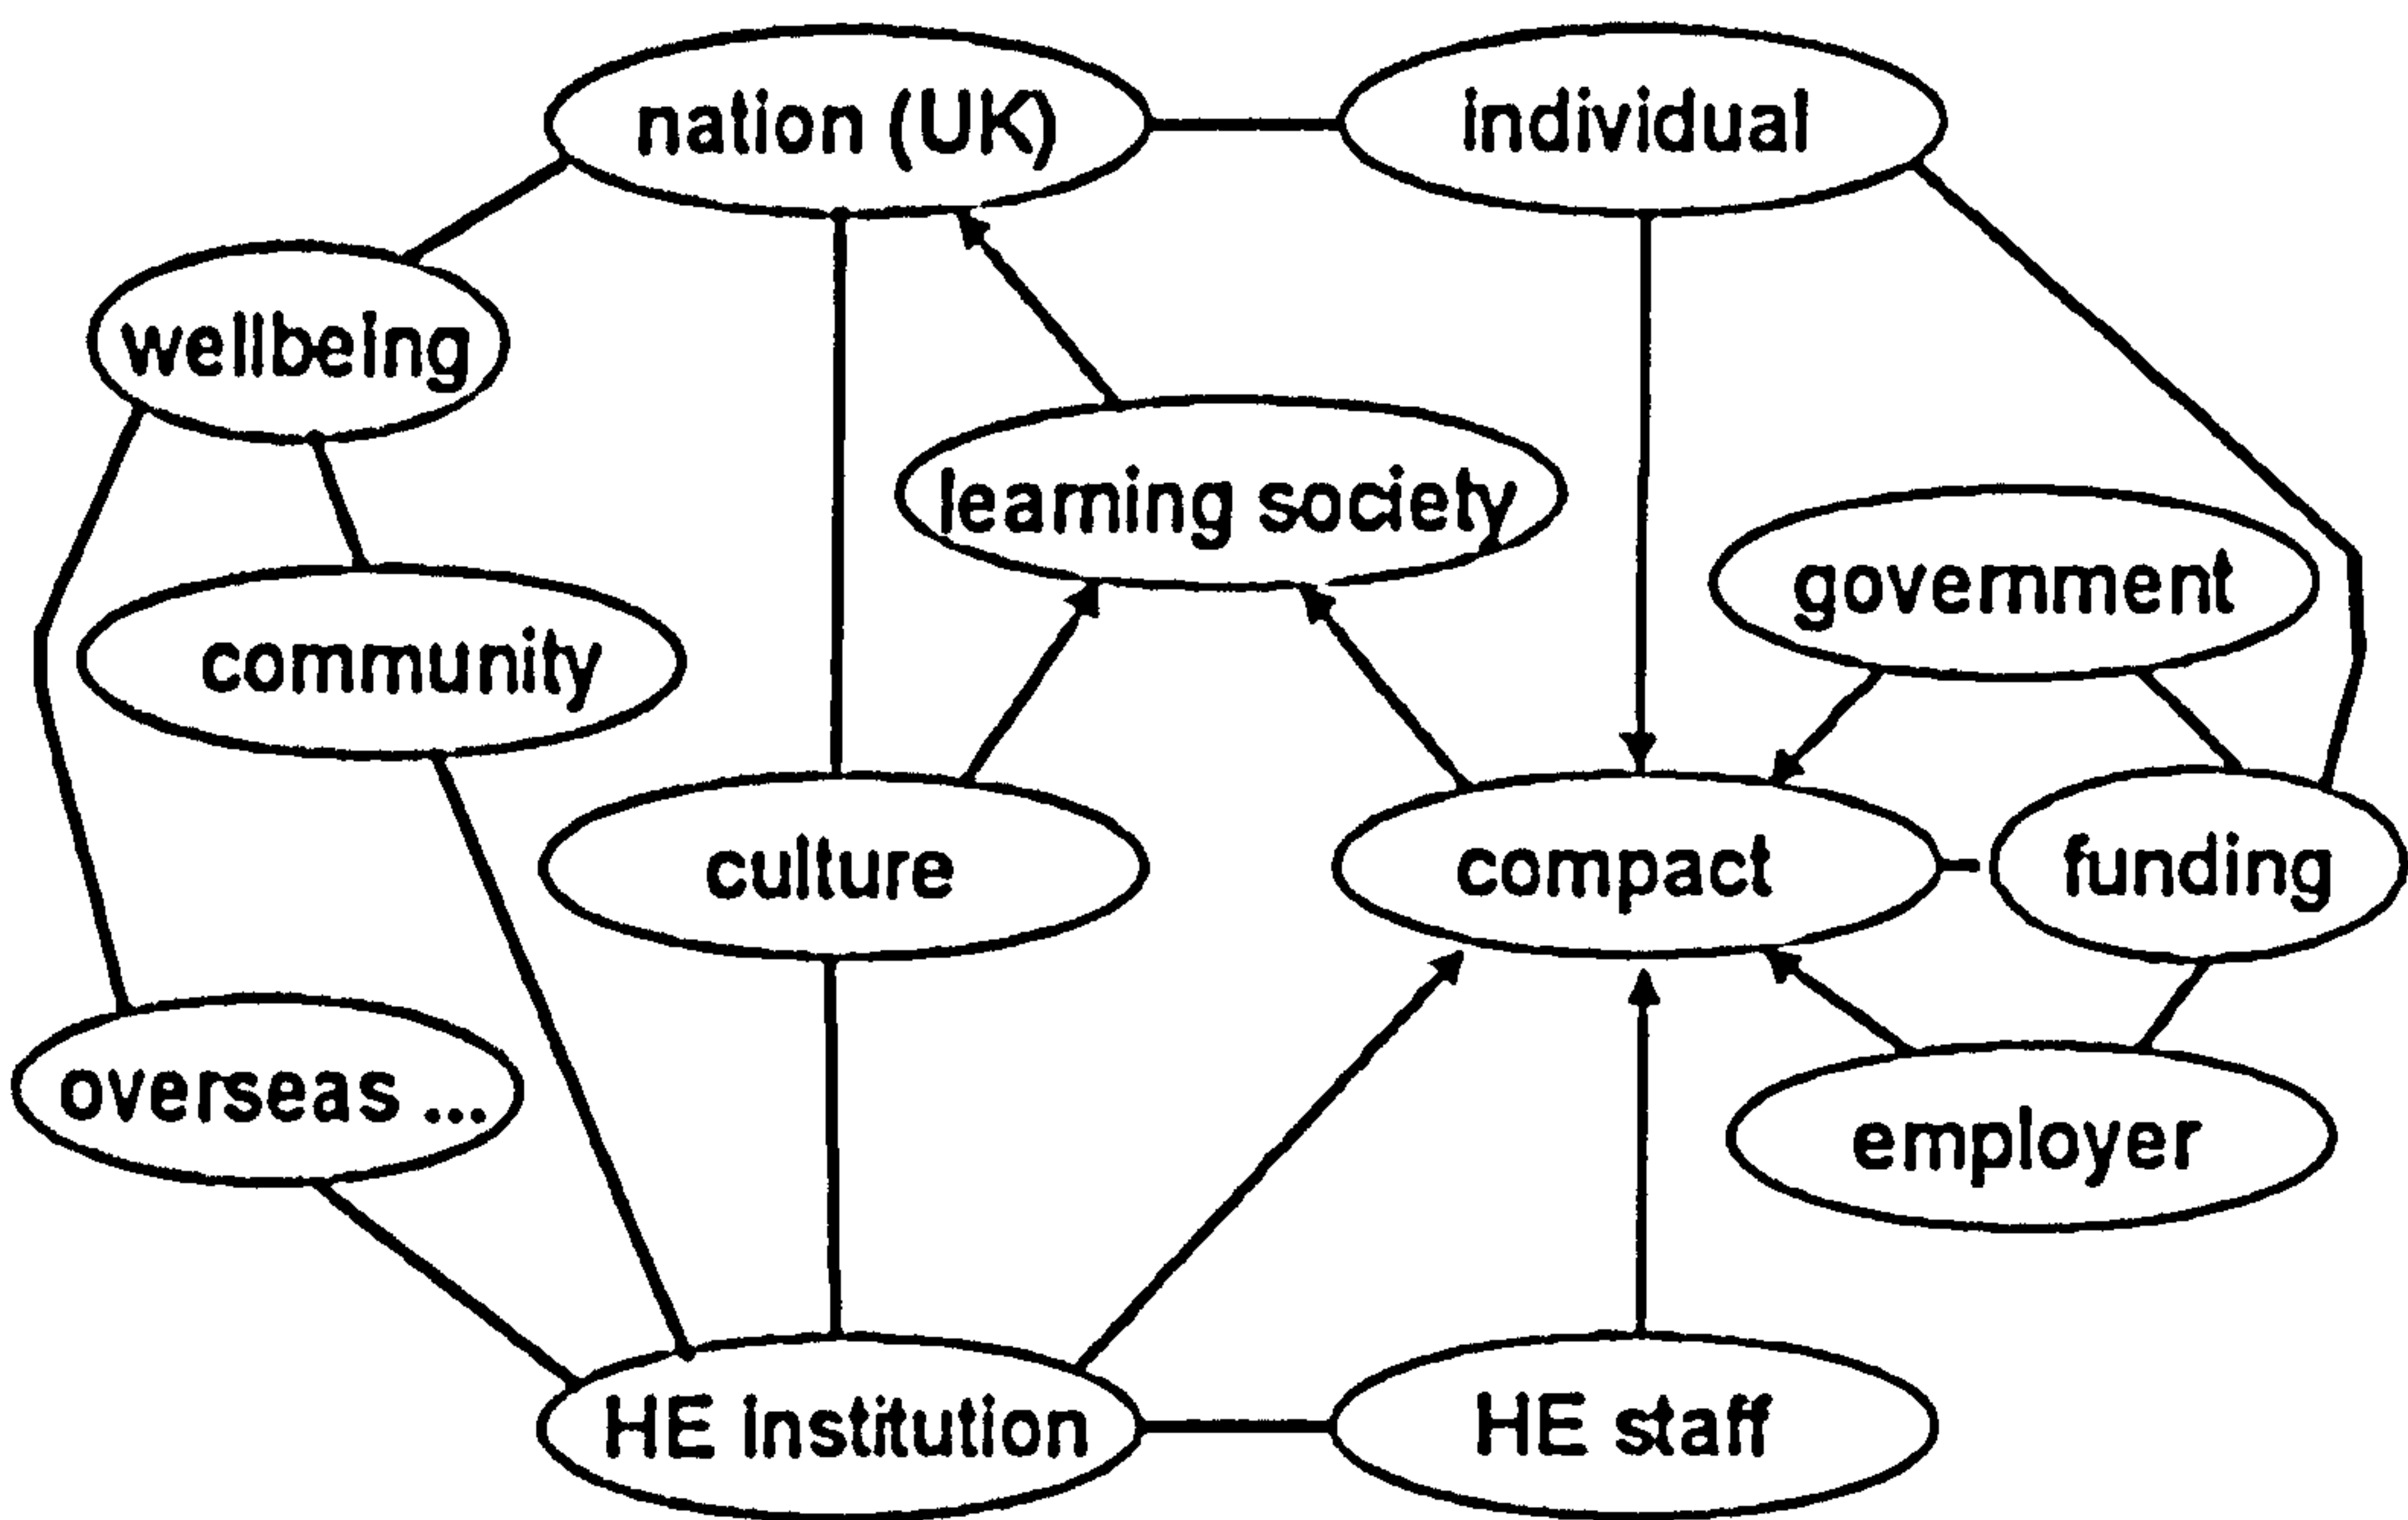 nation (UK)
individual
wellbeing
learning society
government
community
culture
compact
funding
overseas ...
employer
HE institution
HE staff